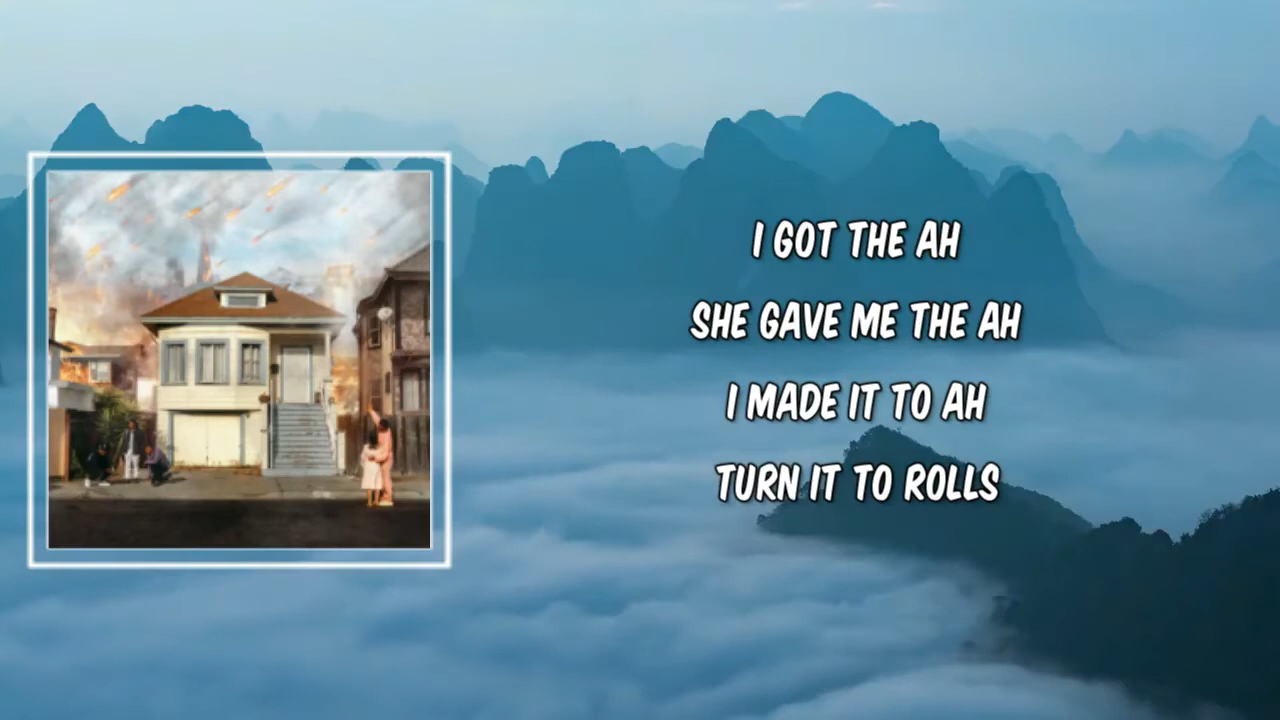 I GOT THE AH
SHE GAVE ME THE AH
I MADE IT TO AH
TURN IT TO ROLLS